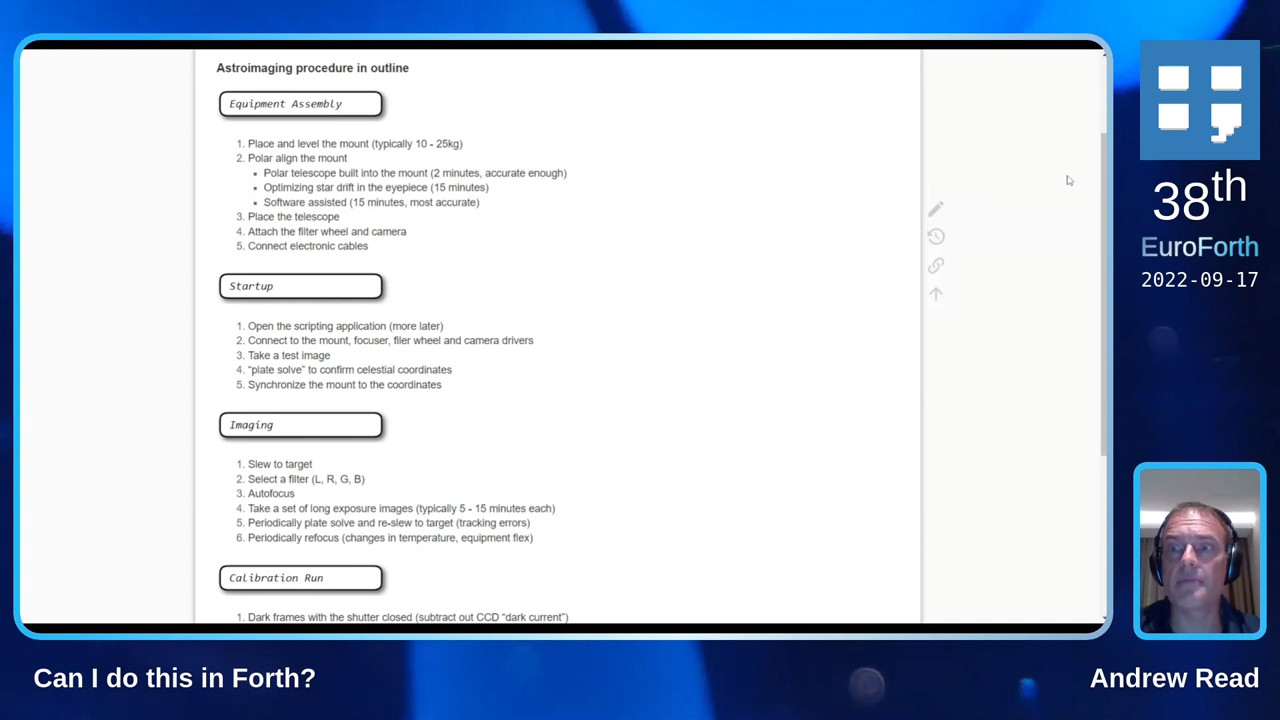 Astroimaging procedure in outline
Equipment Assembly
1. Place and level the mount (typically 10 - 25kg)
2. Polar align the mount
• Polar telescope built into the mount (2 minutes, accurate enough)
• Optimizing star drift in the eyepiece (15 minutes)
• Software assisted (15 minutes, most accurate)
3. Place the telescope
4. Attach the filter wheel and camera
5. Connect electronic cables
Startup
1. Open the scripting application (more later)
2. Connect to the mount, focuser, filer wheel and camera drivers
3. Take a test image
4. “plate solve” to confirm celestial coordinates
5. Synchronize the mount to the coordinates
Imaging
1. Slew to target
2. Select a filter (L, R, G, B)
3. Autofocus
4. Take a set of long exposure images (typically 5 - 15 minutes each)
5. Periodically plate solve and re-slew to target (tracking errors)
6. Periodically refocus (changes in temperature, equipment flex)
Calibration Run
1. Dark frames with the shutter closed (subtract out CCD “dark current”)
38th
EuroForth
2022-09-17
Can I do this in Forth?
Andrew Read